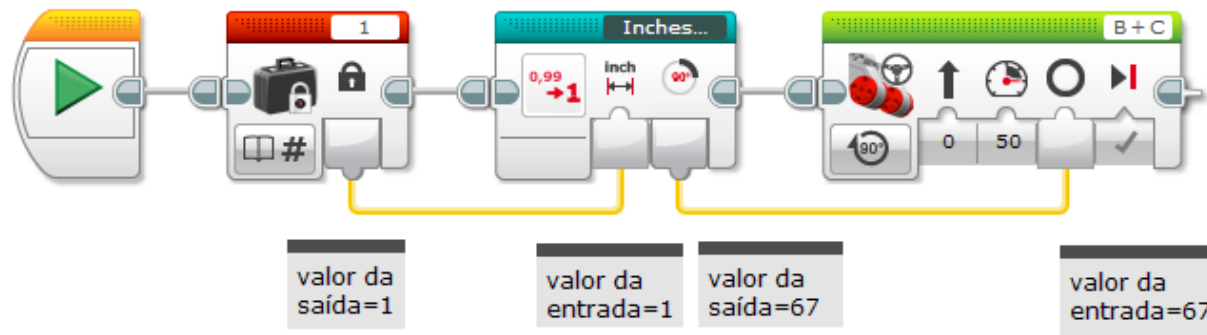 1
Inches...
B+C
0,99
→1
inch
90°
#
90°
0
50
valor da
saída=1
valor da
entrada=1
valor da
saída=67
valor da
entrada=67